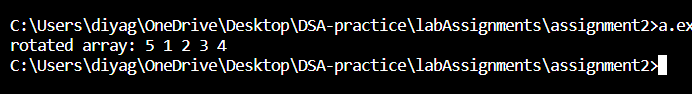 C:\Users\diyag\OneDrive\Desktop\DSA-practice\labAssignments\assignment2>a.ex
rotated array: 5 1 2 3 4
C:\Users\diyag\OneDrive\Desktop\DSA-practice\labAssignments\assignment2>